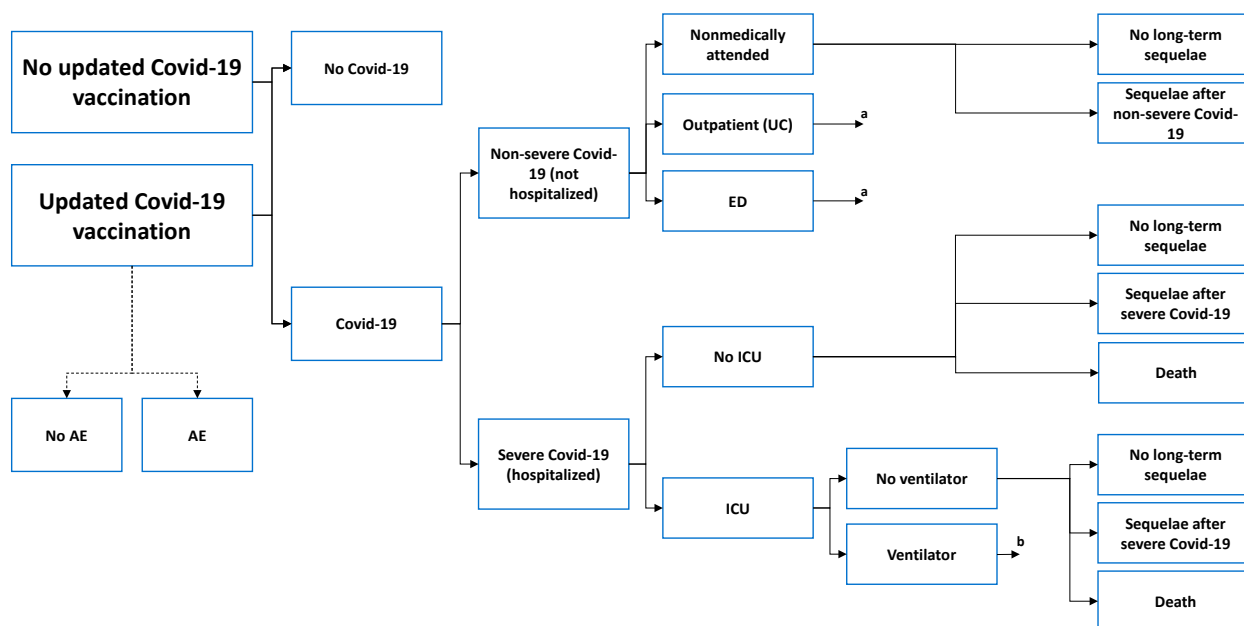 No updated Covid-19
vaccination
Updated Covid-19
vaccination
No AE
AE
No Covid-19
Covid-19
Non-severe Covid-
19 (not
hospitalized)
Severe Covid-19
(hospitalized)
Nonmedically
attended
Outpatient (UC)
a
ED
a
No ICU
ICU
No ventilator
Ventilator
b
No long-term
sequelae
Sequelae after
non-severe Covid-
19
No long-term
sequelae
Sequelae after
severe Covid-19
Death
No long-term
sequelae
Sequelae after
severe Covid-19
Death